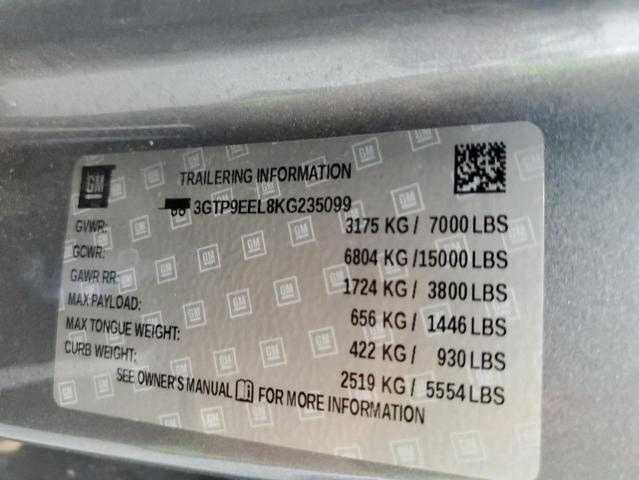 GM
TRAILERING INFORMATION
3GTP9EEL8KG235099
GVWR: 3175 KG / 7000 LBS
GCWR: 6804 KG / 15000 LBS
GAWR RR: 1724 KG / 3800 LBS
MAX PAYLOAD: 656 KG / 1446 LBS
MAX TONGUE WEIGHT: 422 KG / 930 LBS
CURB WEIGHT: 2519 KG / 5554 LBS
SEE OWNER'S MANUAL FOR MORE INFORMATION